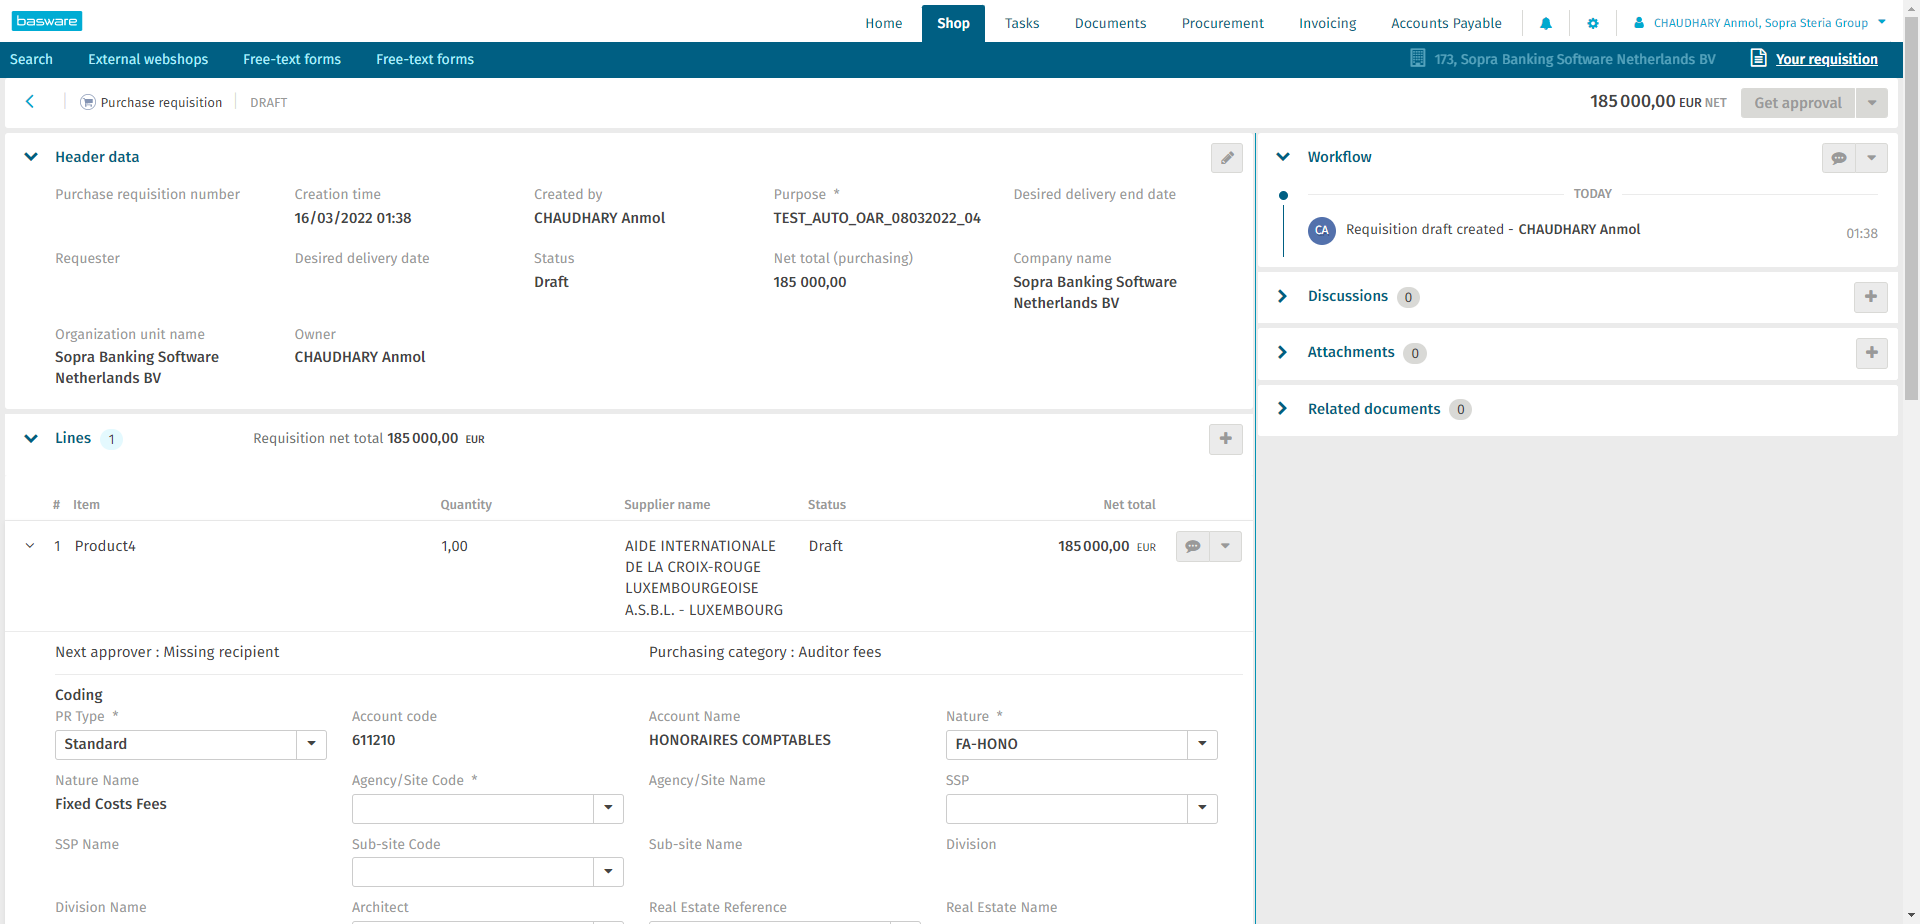 basware
Home
Shop
Tasks
Documents
Procurement
Invoicing
Accounts Payable
CHAUDHARY Anmol, Sopra Steria Group
Search
External webshops
Free-text forms
Free-text forms
173, Sopra Banking Software Netherlands BV
Your requisition
Purchase requisition
DRAFT
185 000,00 EUR NET
Get approval
Header data
Purchase requisition number
Creation time
16/03/2022 01:38
Created by
CHAUDHARY Anmol
Purpose *
TEST_AUTO_OAR_08032022_04
Desired delivery end date
Requester
Desired delivery date
Status
Draft
Net total (purchasing)
185 000,00
Company name
Sopra Banking Software
Netherlands BV
Organization unit name
Sopra Banking Software
Netherlands BV
Owner
CHAUDHARY Anmol
Workflow
TODAY
CA
Requisition draft created - CHAUDHARY Anmol
01:38
Discussions 0
Attachments 0
Related documents 0
Lines 1
Requisition net total 185 000,00 EUR
# Item Quantity Supplier name Status Net total
1 Product4 1,00 AIDE INTERNATIONALE Draft 185 000,00 EUR
DE LA CROIX-ROUGE
LUXEMBOURGEOISE
A.S.B.L. - LUXEMBOURG
Next approver : Missing recipient
Purchasing category : Auditor fees
Coding
PR Type *
Standard
Account code
611210
Account Name
HONORAIRES COMPTABLES
Nature *
FA-HONO
Nature Name
Fixed Costs Fees
Agency/Site Code *
Agency/Site Name
SSP
SSP Name
Sub-site Code
Sub-site Name
Division
Division Name
Architect
Real Estate Reference
Real Estate Name